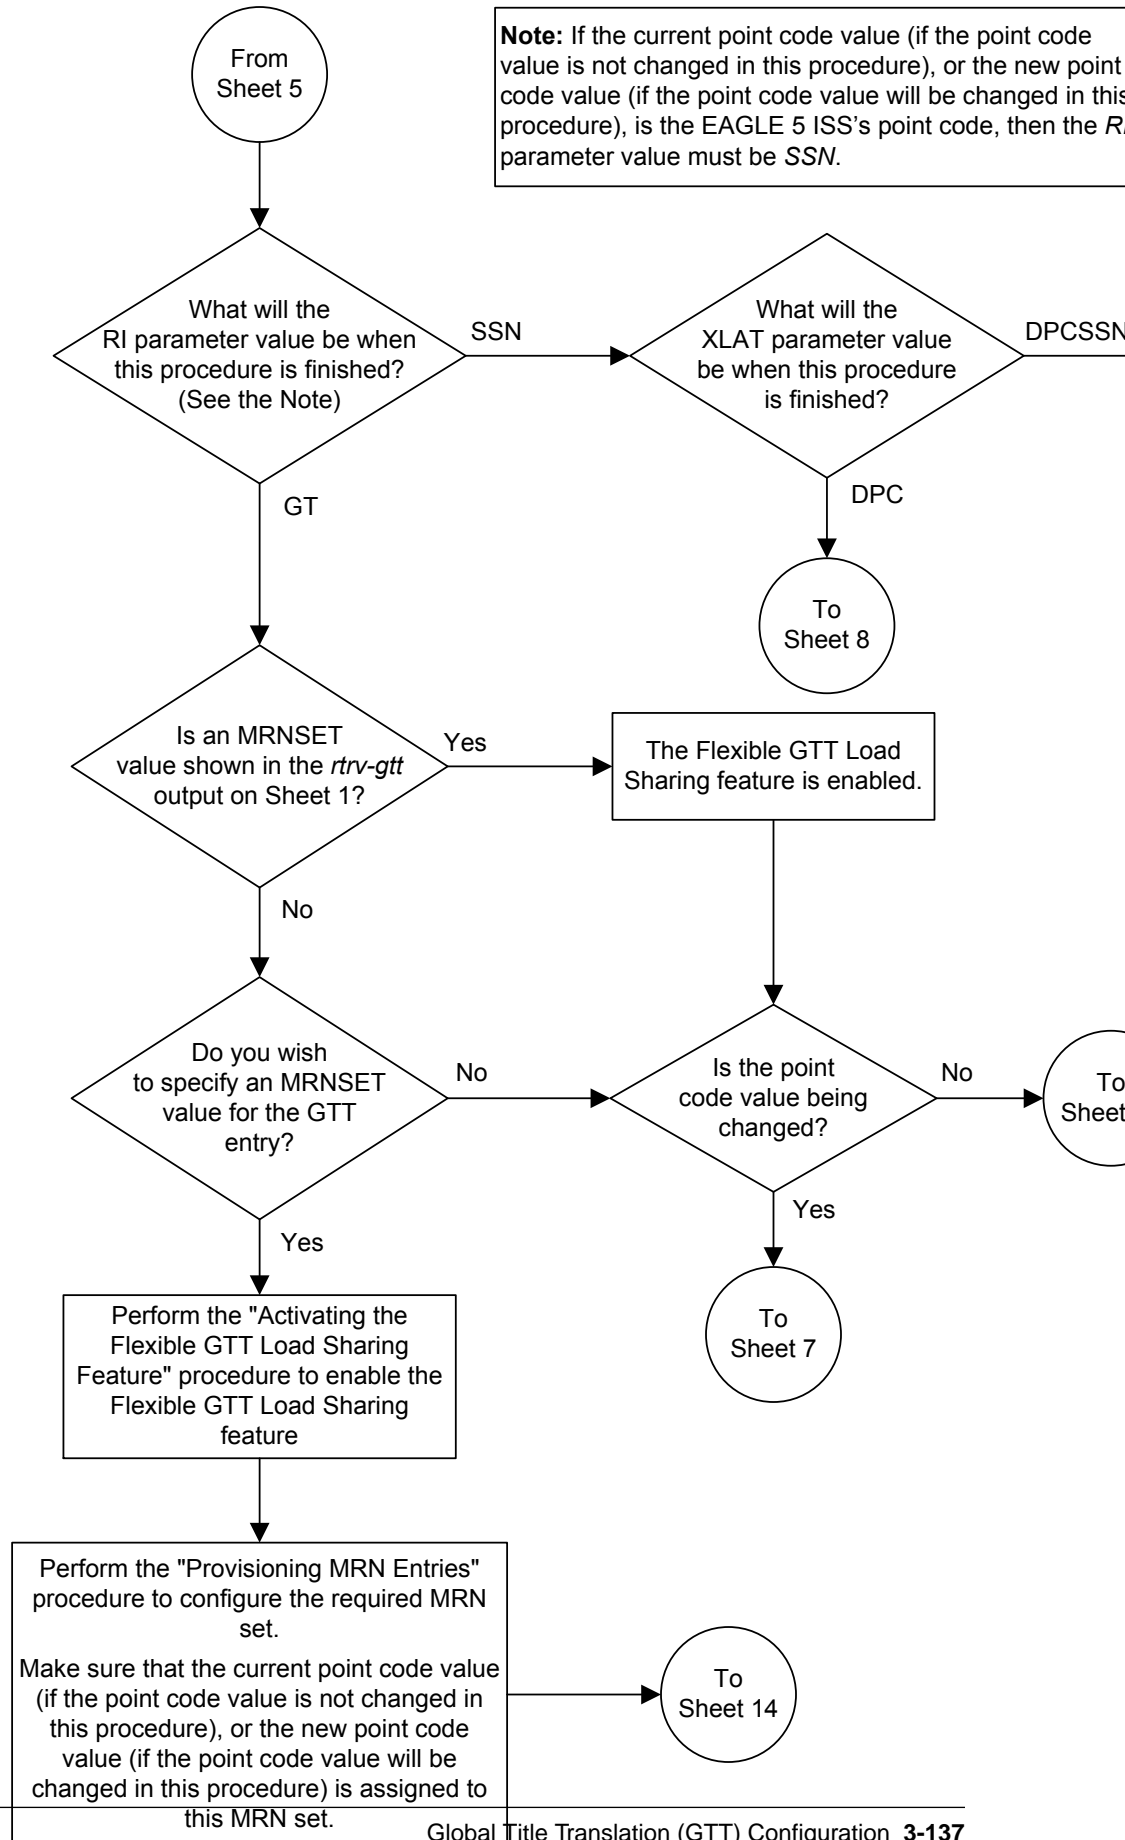 From
Sheet 5
Note: If the current point code value (if the point code
value is not changed in this procedure), or the new point
code value (if the point code value will be changed in this
procedure), is the EAGLE 5 ISS's point code, then the
parameter value must be SSN.
What will the
RI parameter value be when
this procedure is finished?
(See the Note)
SSN
What will the
XLAT parameter value
be when this procedure
is finished?
DPCSSN
GT
DPC
To
Sheet 8
Is an MRNSET
value shown in the rtrv-gtt
output on Sheet 1?
Yes
The Flexible GTT Load
Sharing feature is enabled.
No
Do you wish
to specify an MRNSET
value for the GTT
entry?
No
Is the point
code value being
changed?
No
To
Sheet
Yes
Yes
To
Sheet 7
Perform the "Activating the
Flexible GTT Load Sharing
Feature" procedure to enable the
Flexible GTT Load Sharing
feature
Perform the "Provisioning MRN Entries"
procedure to configure the required MRN
set.
Make sure that the current point code value
(if the point code value is not changed in
this procedure), or the new point code
value (if the point code value will be
changed in this procedure) is assigned to
this MRN set.
To
Sheet 14
Global Title Translation (GTT) Configuration 3-137